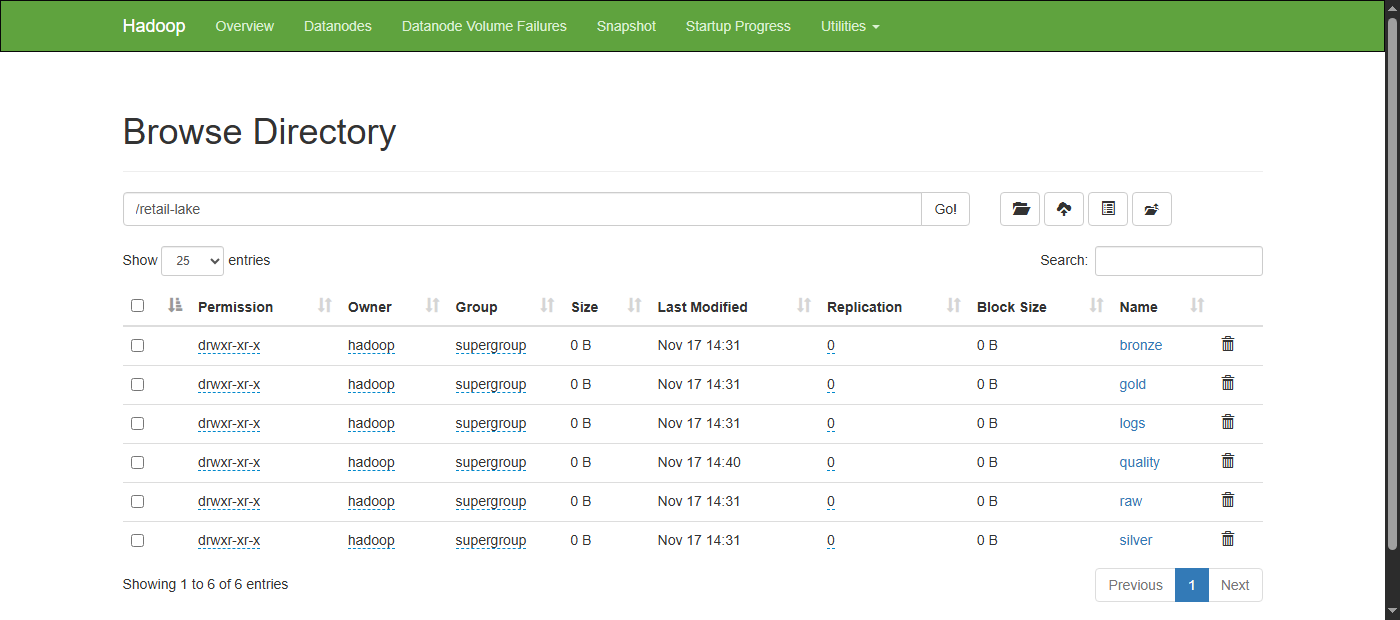 Hadoop Overview Datanodes Datanode Volume Failures Snapshot Startup Progress Utilities
Browse Directory
/retail-lake Go!
Show 25 entries Search:
Permission Owner Group Size Last Modified Replication Block Size Name
drwxr-xr-x hadoop supergroup 0 B Nov 17 14:31 0 0 B bronze
drwxr-xr-x hadoop supergroup 0 B Nov 17 14:31 0 0 B gold
drwxr-xr-x hadoop supergroup 0 B Nov 17 14:31 0 0 B logs
drwxr-xr-x hadoop supergroup 0 B Nov 17 14:40 0 0 B quality
drwxr-xr-x hadoop supergroup 0 B Nov 17 14:31 0 0 B raw
drwxr-xr-x hadoop supergroup 0 B Nov 17 14:31 0 0 B silver
Showing 1 to 6 of 6 entries Previous 1 Next